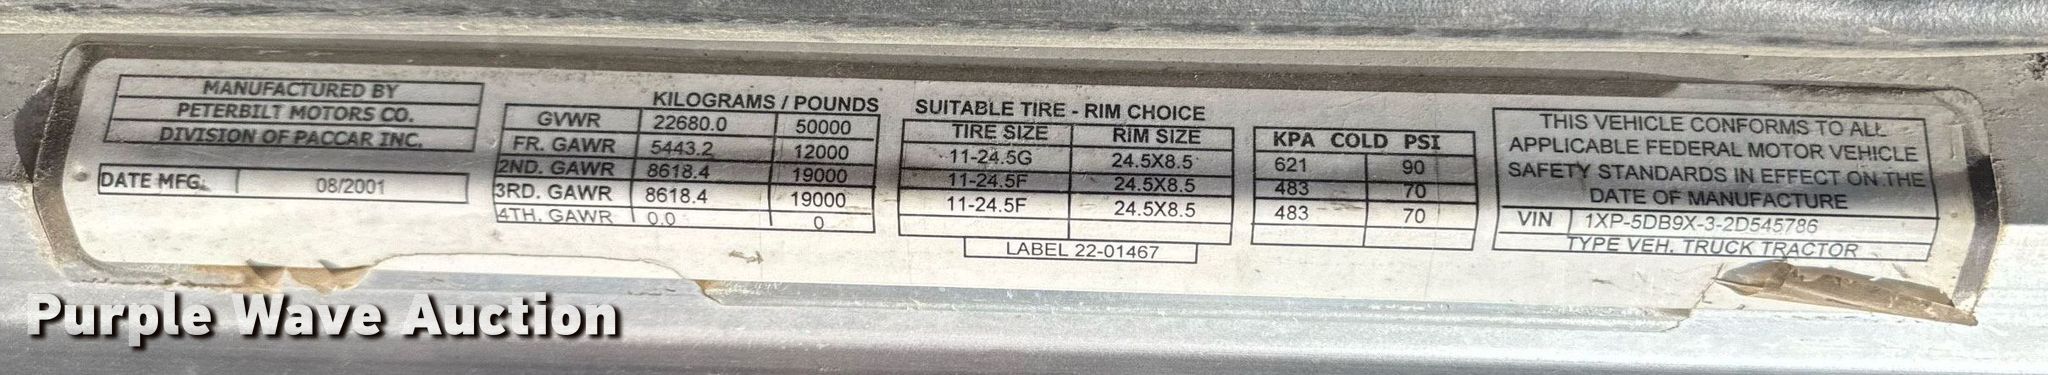 MANUFACTURED BY
PETERBILT MOTORS CO.
DIVISION OF PACCAR INC.
DATE MFG. 08/2001
KILOGRAMS / POUNDS
GVWR 22680.0 50000
FR. GAWR 5443.2 12000
2ND. GAWR 8618.4 19000
3RD. GAWR 8618.4 19000
4TH. GAWR 0.0 0
SUITABLE TIRE - RIM CHOICE
TIRE SIZE RIM SIZE
11-24.5G 24.5X8.5
11-24.5F 24.5X8.5
11-24.5F 24.5X8.5
LABEL 22-01467
KPA COLD PSI
621 90
483 70
483 70
THIS VEHICLE CONFORMS TO ALL
APPLICABLE FEDERAL MOTOR VEHICLE
SAFETY STANDARDS IN EFFECT ON THE
DATE OF MANUFACTURE
VIN 1XP-5DB9X-3-2D545786
TYPE VEH. TRUCK TRACTOR
Purple Wave Auction